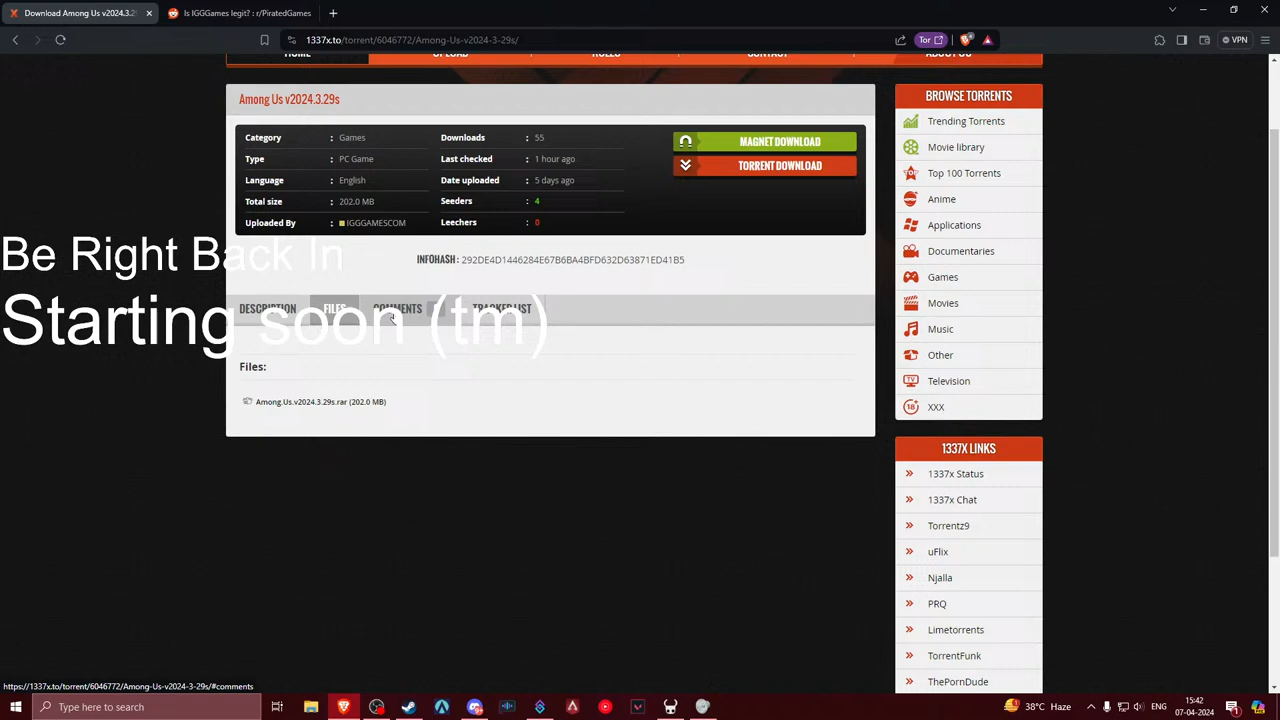 Download Among Us v2024.3.29
Is IGGGames legit? : r/PiratedGames
1337x.to/torrent/6046772/Among-Us-v2024-3-29s/
Tor
VPN
HOME UPLOAD RULES CONTACT ABOUT US
Among Us v2024.3.29s
Category : Games
Type : PC Game
Language : English
Total size : 202.0 MB
Uploaded By : IGGGAMESCOM
Downloads : 55
Last checked : 1 hour ago
Date uploaded : 5 days ago
Seeders : 4
Leechers : 0
MAGNET DOWNLOAD
TORRENT DOWNLOAD
INFOHASH : 292DE4D1446284E67B6BA4BFD632D63871ED41B5
Be Right Back In
Starting soon (tm)
DESCRIPTION FILES COMMENTS TRACKER LIST
Files:
Among.Us.v2024.3.29s.rar (202.0 MB)
BROWSE TORRENTS
Trending Torrents
Movie library
Top 100 Torrents
Anime
Applications
Documentaries
Games
Movies
Music
Other
TV
Television
18
XXX
1337X LINKS
1337x Status
1337x Chat
Torrentz9
uFlix
Njalla
PRQ
Limetorrents
TorrentFunk
ThePornDude
https://1337x.to/torrent/6046772/Among-Us-v2024-3-29s/#comments
Type here to search
38°C Haze
15:42
07-04-2024